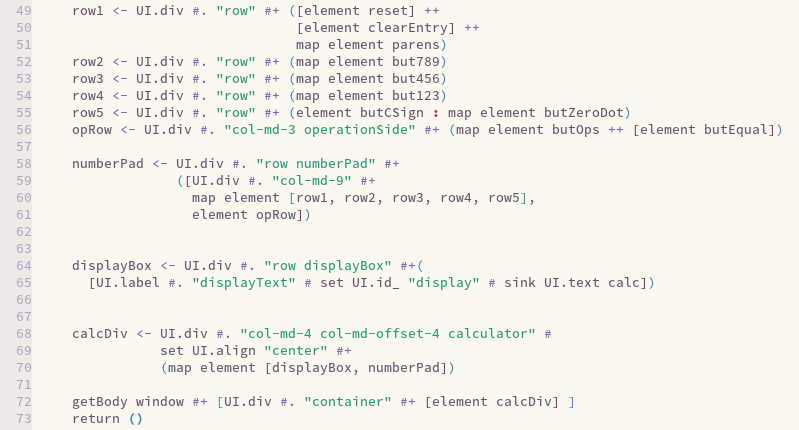 49     row1 <- UI.div #. "row" #+ ([element reset] ++
50                                 [element clearEntry] ++
51                                 map element parens)
52     row2 <- UI.div #. "row" #+ (map element but789)
53     row3 <- UI.div #. "row" #+ (map element but456)
54     row4 <- UI.div #. "row" #+ (map element but123)
55     row5 <- UI.div #. "row" #+ (element butCSign : map element butZeroDot)
56     opRow <- UI.div #. "col-md-3 operationSide" #+ (map element butOps ++ [element butEqual])
57
58     numberPad <- UI.div #. "row numberPad" #+
59                  ([UI.div #. "col-md-9" #+
60                    map element [row1, row2, row3, row4, row5],
61                    element opRow])
62
63
64     displayBox <- UI.div #. "row displayBox" #+(
65       [UI.label #. "displayText" # set UI.id_ "display" # sink UI.text calc])
66
67
68     calcDiv <- UI.div #. "col-md-4 col-md-offset-4 calculator" #
69                set UI.align "center" #+
70                (map element [displayBox, numberPad])
71
72     getBody window #+ [UI.div #. "container" #+ [element calcDiv] ]
73     return ()